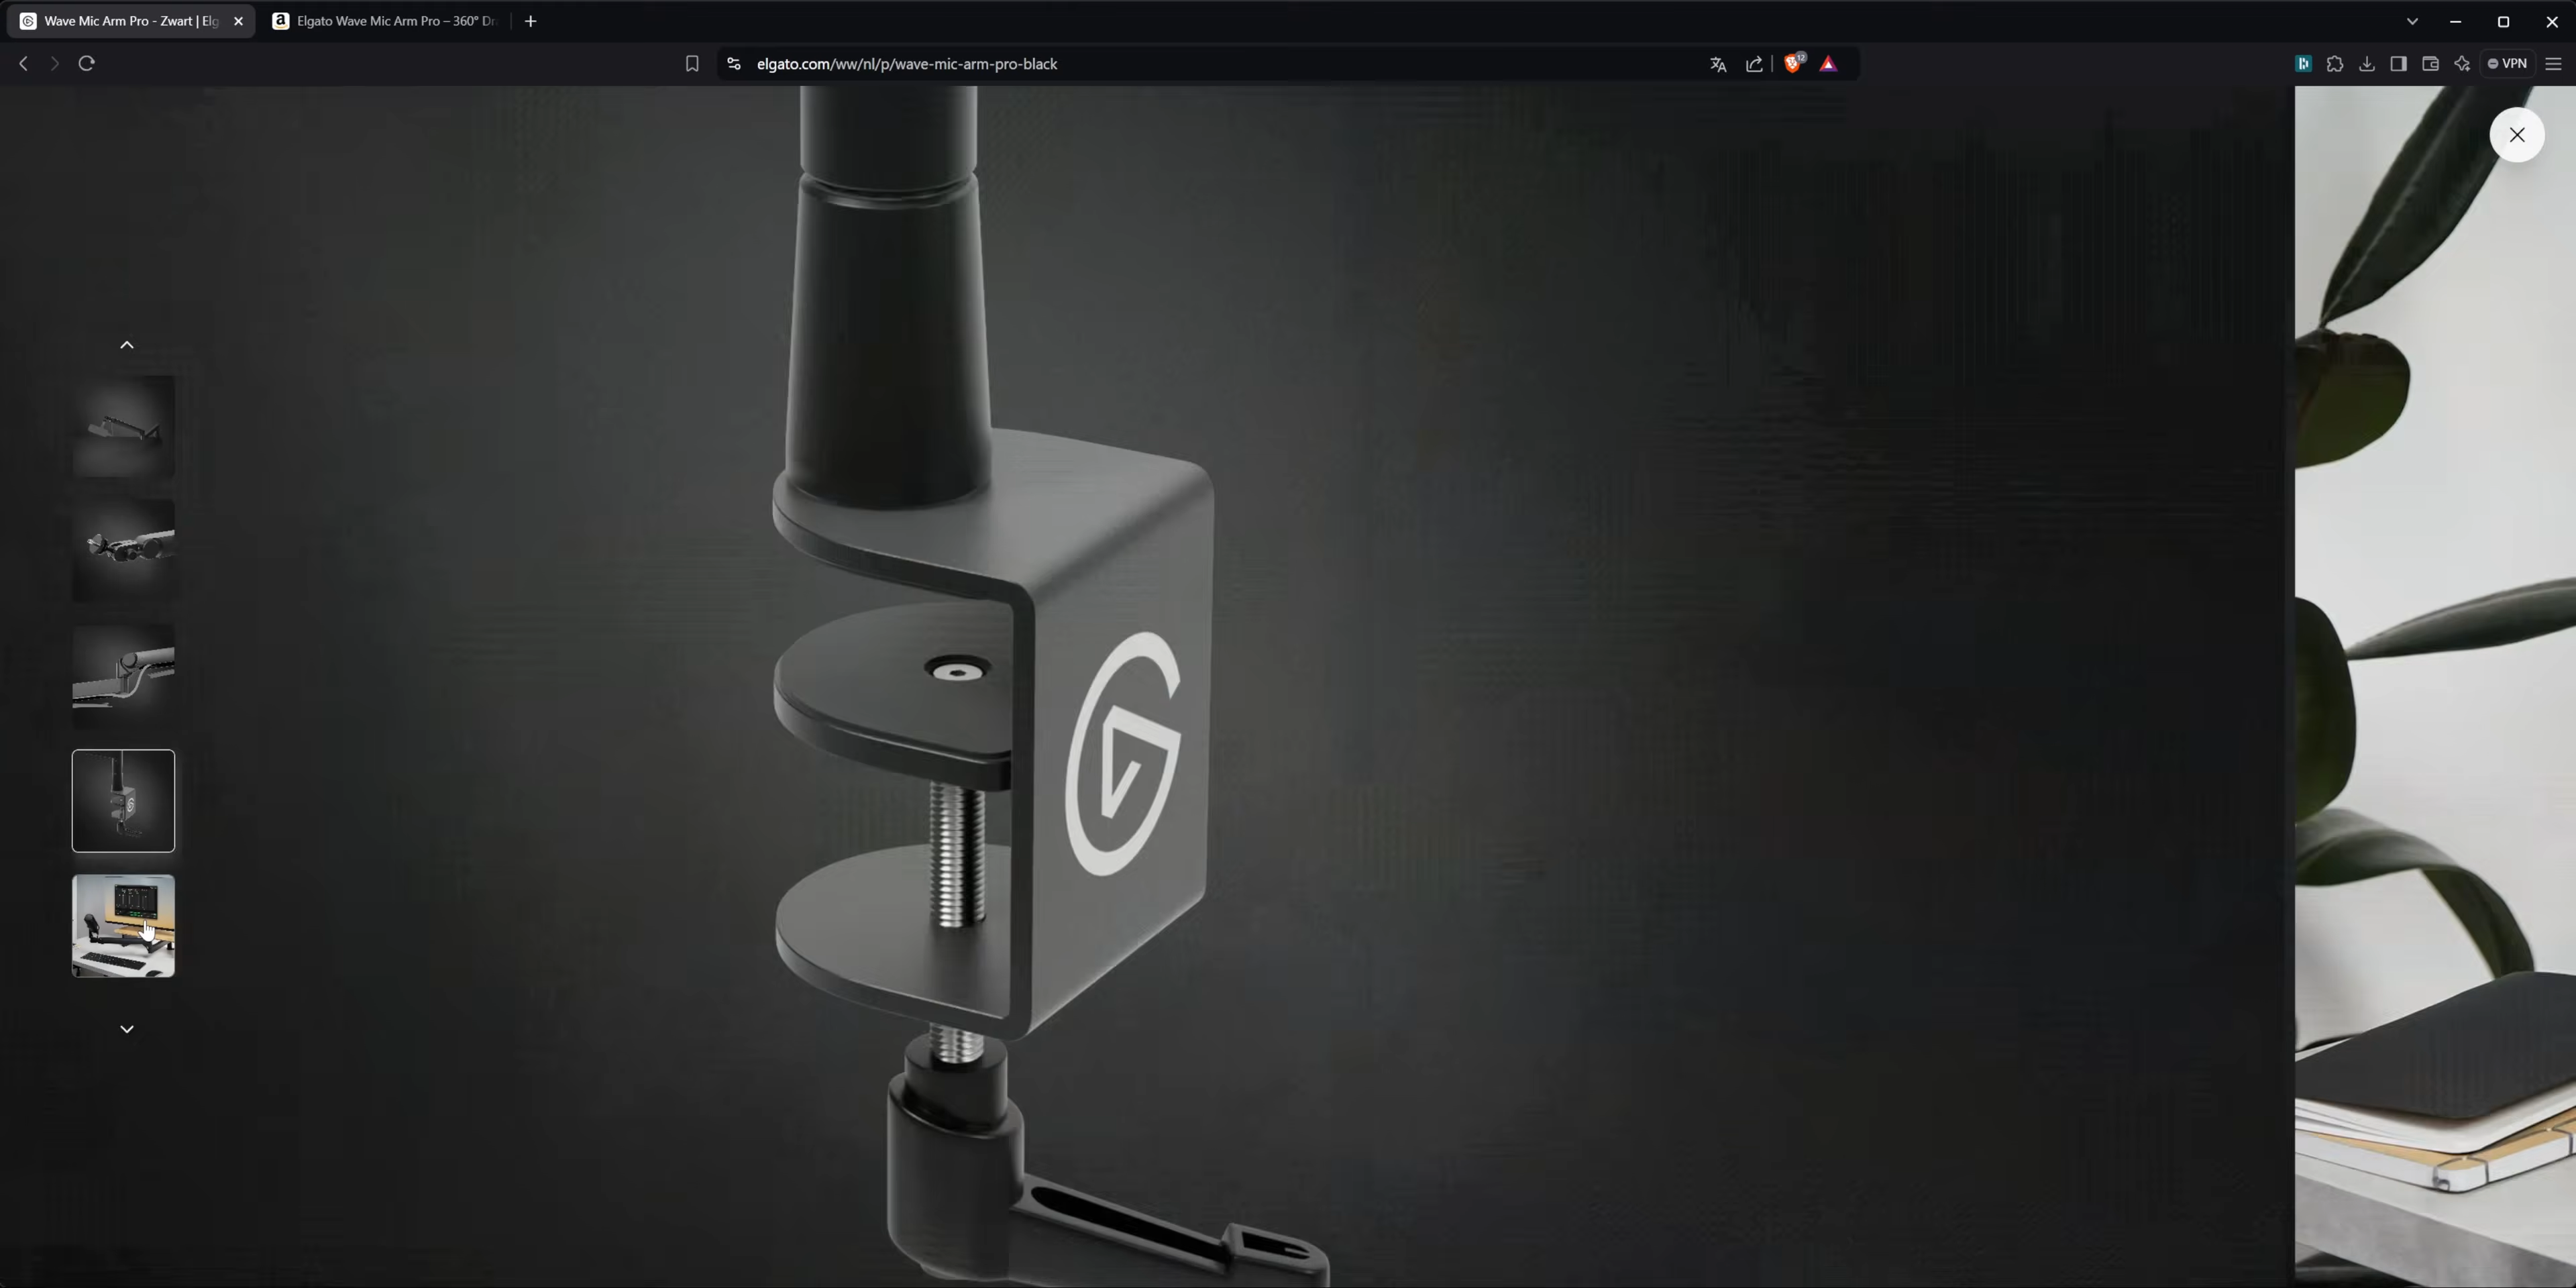 Wave Mic Arm Pro - Zwart | Elg
Elgato Wave Mic Arm Pro – 360° Dr
elgato.com/ww/nl/p/wave-mic-arm-pro-black
12
VPN